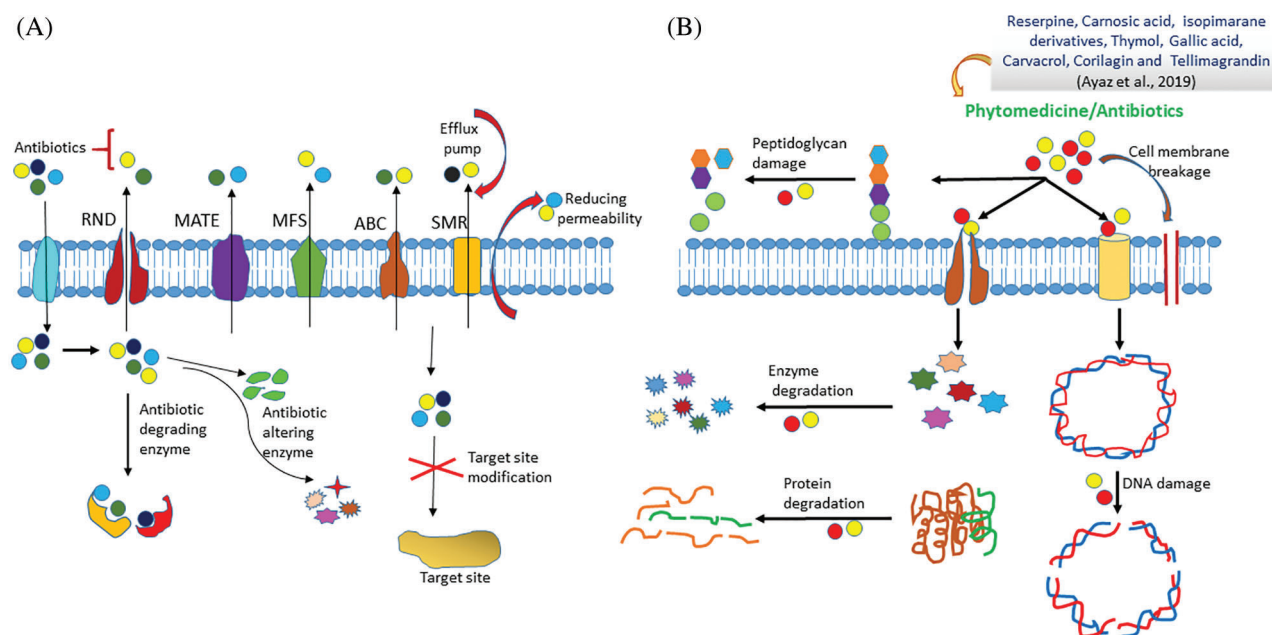 (A)
Antibiotics
RND
MATE
MFS
ABC
SMR
Efflux
pump
Reducing
permeability
Antibiotic
degrading
enzyme
Antibiotic
altering
enzyme
Target site
modification
Target site
(B)
Reserpine, Carnosic acid, isopimarane
derivatives, Thymol, Gallic acid,
Carvacrol, Corilagin and Tellimagrandin
(Ayaz et al., 2019)
Phytomedicine/Antibiotics
Peptidoglycan
damage
Cell membrane
breakage
Enzyme
degradation
Protein
degradation
DNA damage